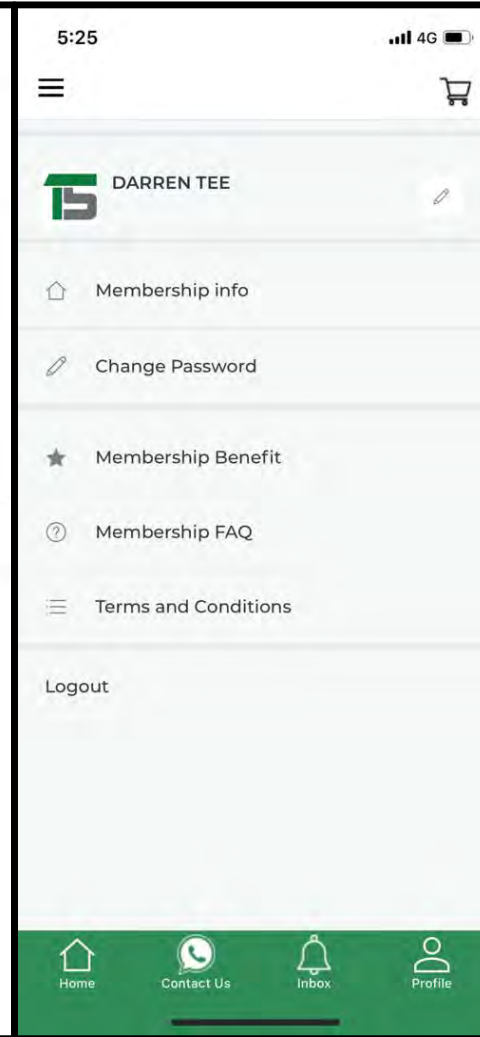 5:25
4G
DARREN TEE
Membership info
Change Password
Membership Benefit
Membership FAQ
Terms and Conditions
Logout
Home
Contact Us
Inbox
Profile